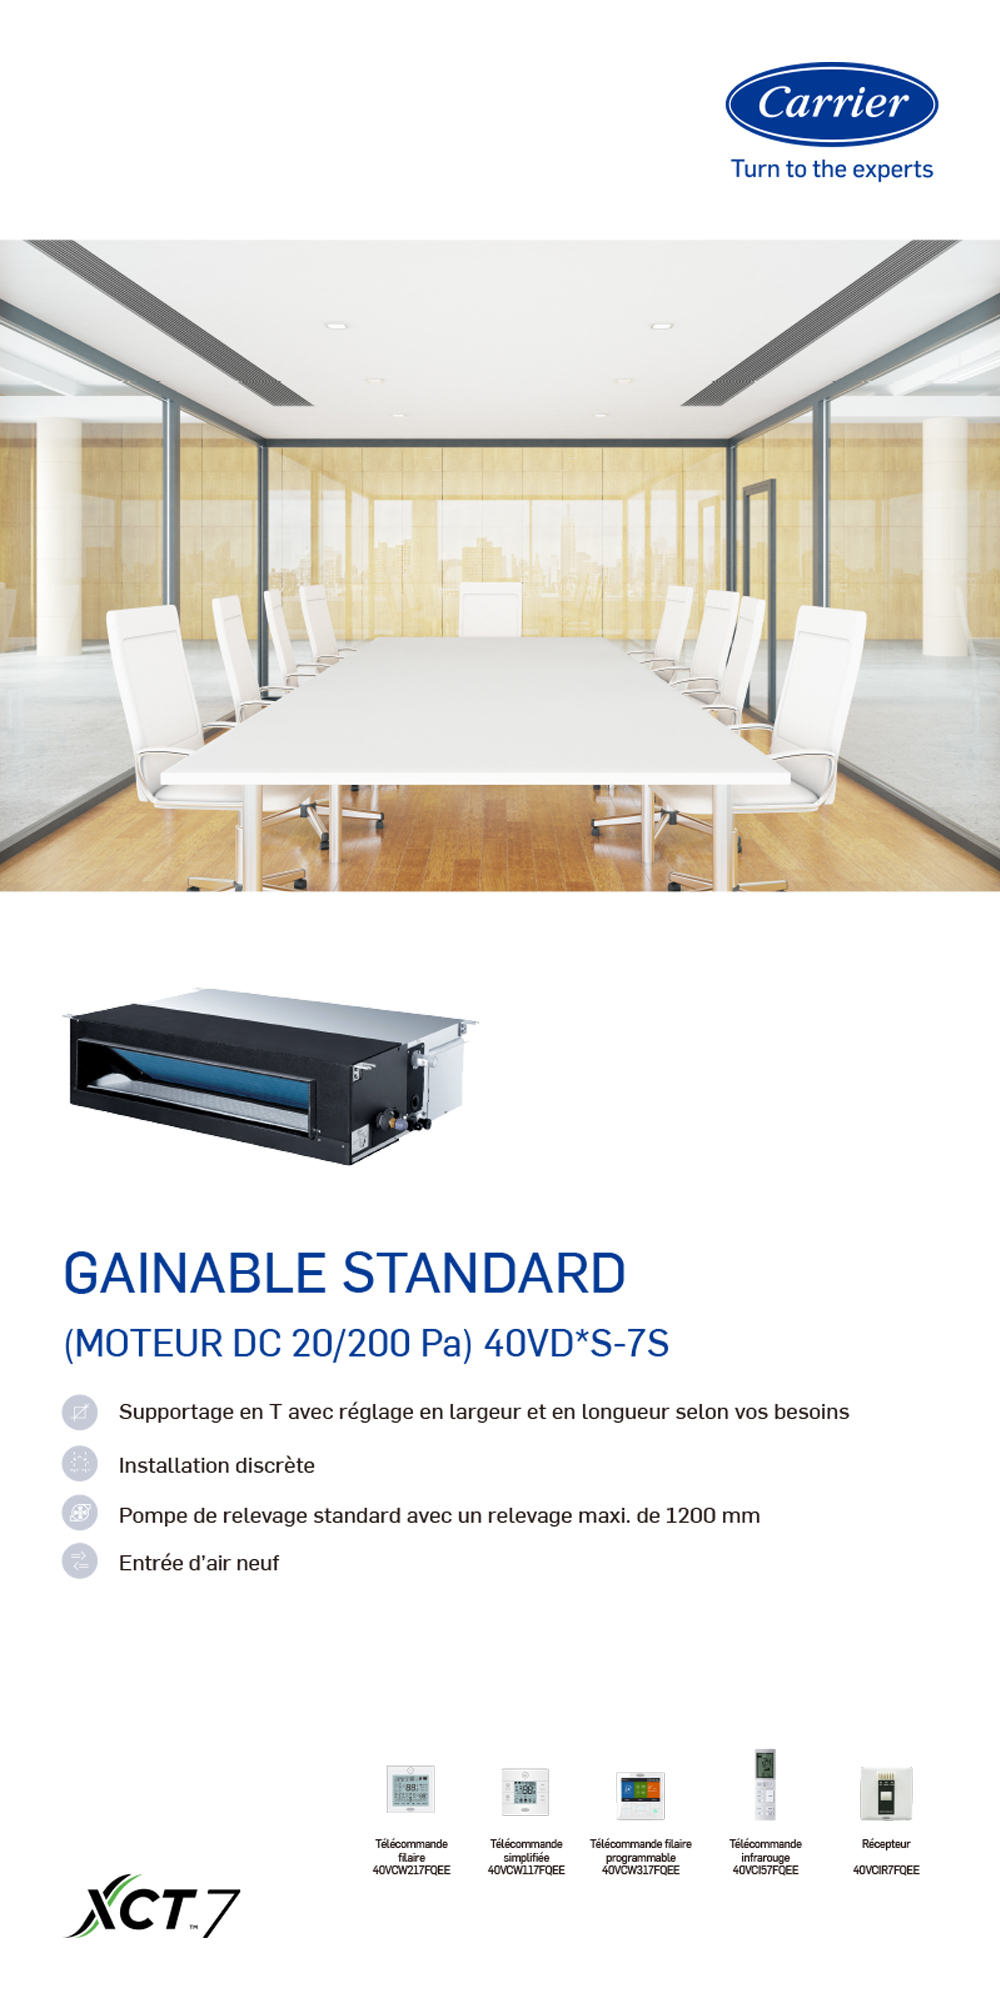 Carrier
Turn to the experts
GAINABLE STANDARD
(MOTEUR DC 20/200 Pa) 40VD*S-7S
Supportage en T avec réglage en largeur et en longueur selon vos besoins
Installation discrète
Pompe de relevage standard avec un relevage maxi. de 1200 mm
Entrée d'air neuf
Télécommande
filaire
40VCW217FQEE
Télécommande
simplifiée
40VCW117FQEE
Télécommande filaire
programmable
40VCW317FQEE
Télécommande
infrarouge
40VCI57FQEE
Récepteur
40VCIR7FQEE
XCT™7